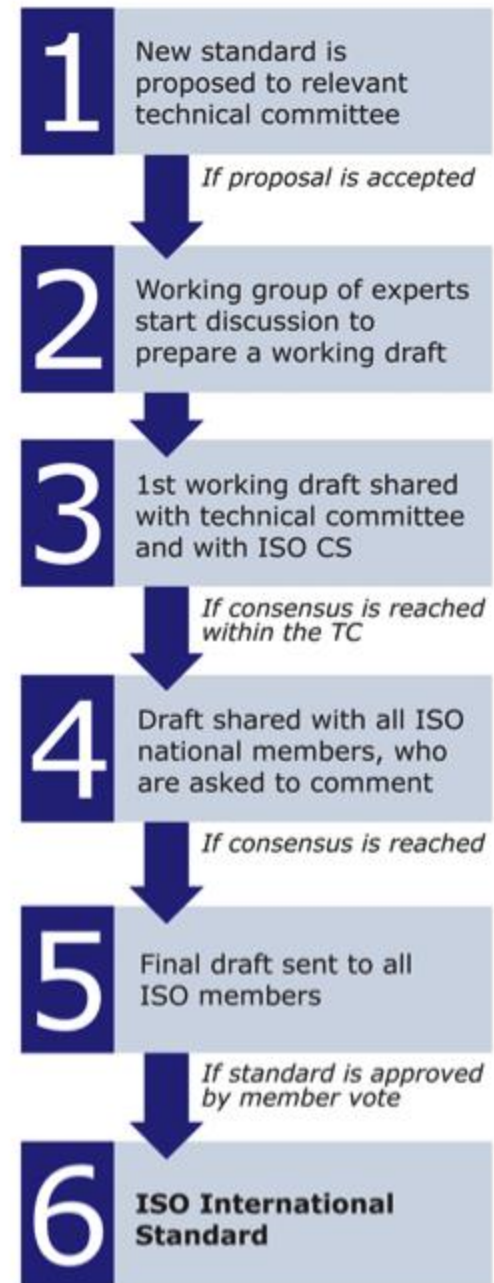 1
New standard is
proposed to relevant
technical committee
If proposal is accepted
2
Working group of experts
start discussion to
prepare a working draft
3
1st working draft shared
with technical committee
and with ISO CS
If consensus is reached
within the TC
4
Draft shared with all ISO
national members, who
are asked to comment
If consensus is reached
5
Final draft sent to all
ISO members
If standard is approved
by member vote
6
ISO International
Standard